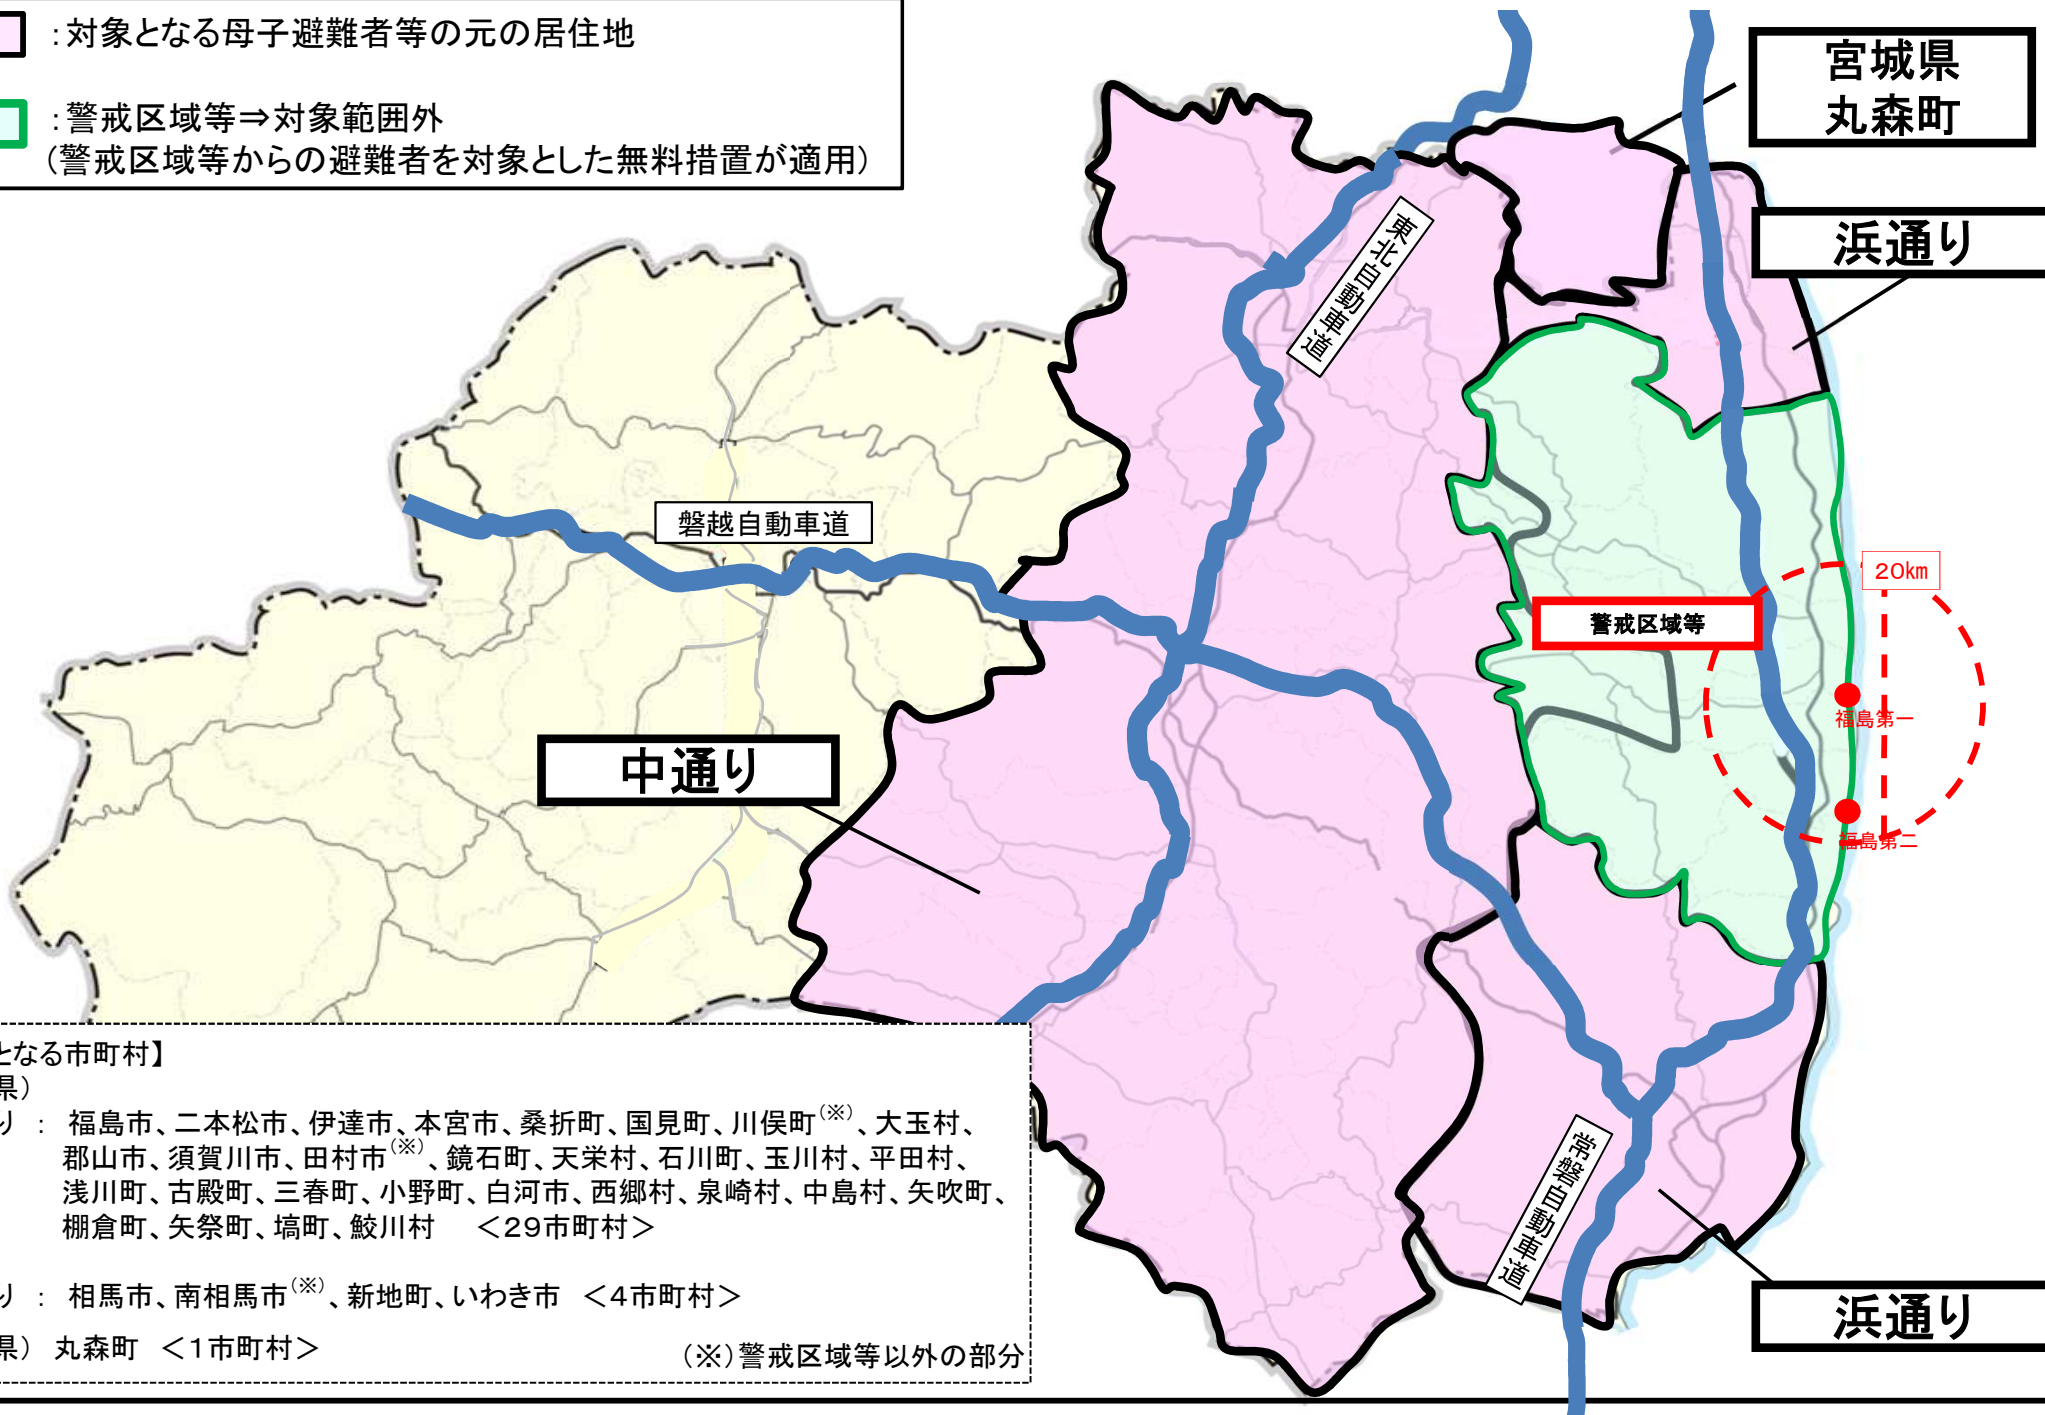 ：対象となる母子避難者等の元の居住地
：警戒区域等⇒対象範囲外
（警戒区域等からの避難者を対象とした無料措置が適用）
宮城県
丸森町
浜通り
東北自動車道
磐越自動車道
20km
警戒区域等
福島第一
中通り
福島第二
となる市町村】
県）
り ： 福島市、二本松市、伊達市、本宮市、桑折町、国見町、川俣町（※）、大玉村、
郡山市、須賀川市、田村市（※）、鏡石町、天栄村、石川町、玉川村、平田村、
浅川町、古殿町、三春町、小野町、白河市、西郷村、泉崎村、中島村、矢吹町、
棚倉町、矢祭町、塙町、鮫川村 ＜29市町村＞
り ： 相馬市、南相馬市（※）、新地町、いわき市 ＜4市町村＞
県） 丸森町 ＜1市町村＞
（※）警戒区域等以外の部分
常磐自動車道
浜通り